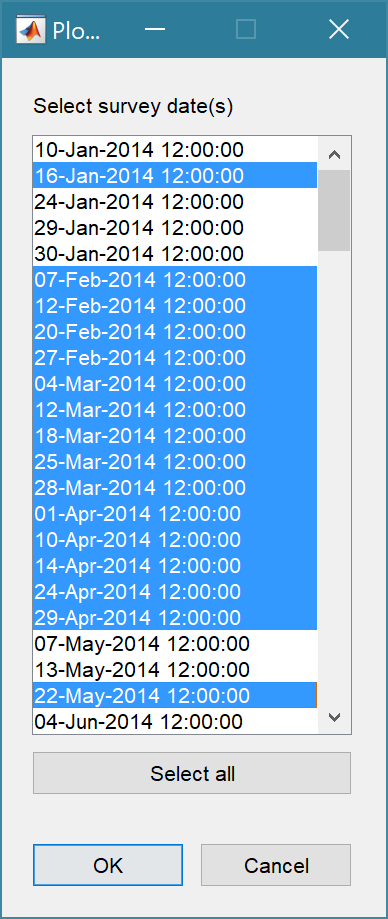 Plo...
Select survey date(s)
10-Jan-2014 12:00:00
16-Jan-2014 12:00:00
24-Jan-2014 12:00:00
29-Jan-2014 12:00:00
30-Jan-2014 12:00:00
07-Feb-2014 12:00:00
12-Feb-2014 12:00:00
20-Feb-2014 12:00:00
27-Feb-2014 12:00:00
04-Mar-2014 12:00:00
12-Mar-2014 12:00:00
18-Mar-2014 12:00:00
25-Mar-2014 12:00:00
28-Mar-2014 12:00:00
01-Apr-2014 12:00:00
10-Apr-2014 12:00:00
14-Apr-2014 12:00:00
24-Apr-2014 12:00:00
29-Apr-2014 12:00:00
07-May-2014 12:00:00
13-May-2014 12:00:00
22-May-2014 12:00:00
04-Jun-2014 12:00:00
Select all
OK Cancel